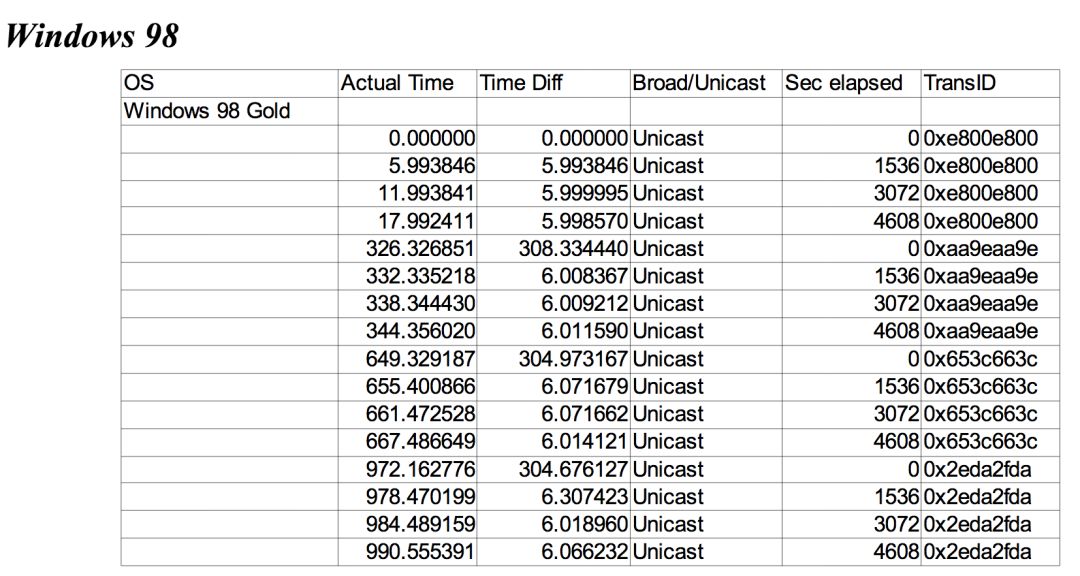 Windows 98
OS Actual Time Time Diff Broad/Unicast Sec elapsed TransID
Windows 98 Gold
0.000000 0.000000 Unicast 0 0xe800e800
5.993846 5.993846 Unicast 1536 0xe800e800
11.993841 5.999995 Unicast 3072 0xe800e800
17.992411 5.998570 Unicast 4608 0xe800e800
326.326851 308.334440 Unicast 0 0xaa9eaa9e
332.335218 6.008367 Unicast 1536 0xaa9eaa9e
338.344430 6.009212 Unicast 3072 0xaa9eaa9e
344.356020 6.011590 Unicast 4608 0xaa9eaa9e
649.329187 304.973167 Unicast 0 0x653c663c
655.400866 6.071679 Unicast 1536 0x653c663c
661.472528 6.071662 Unicast 3072 0x653c663c
667.486649 6.014121 Unicast 4608 0x653c663c
972.162776 304.676127 Unicast 0 0x2eda2fda
978.470199 6.307423 Unicast 1536 0x2eda2fda
984.489159 6.018960 Unicast 3072 0x2eda2fda
990.555391 6.066232 Unicast 4608 0x2eda2fda